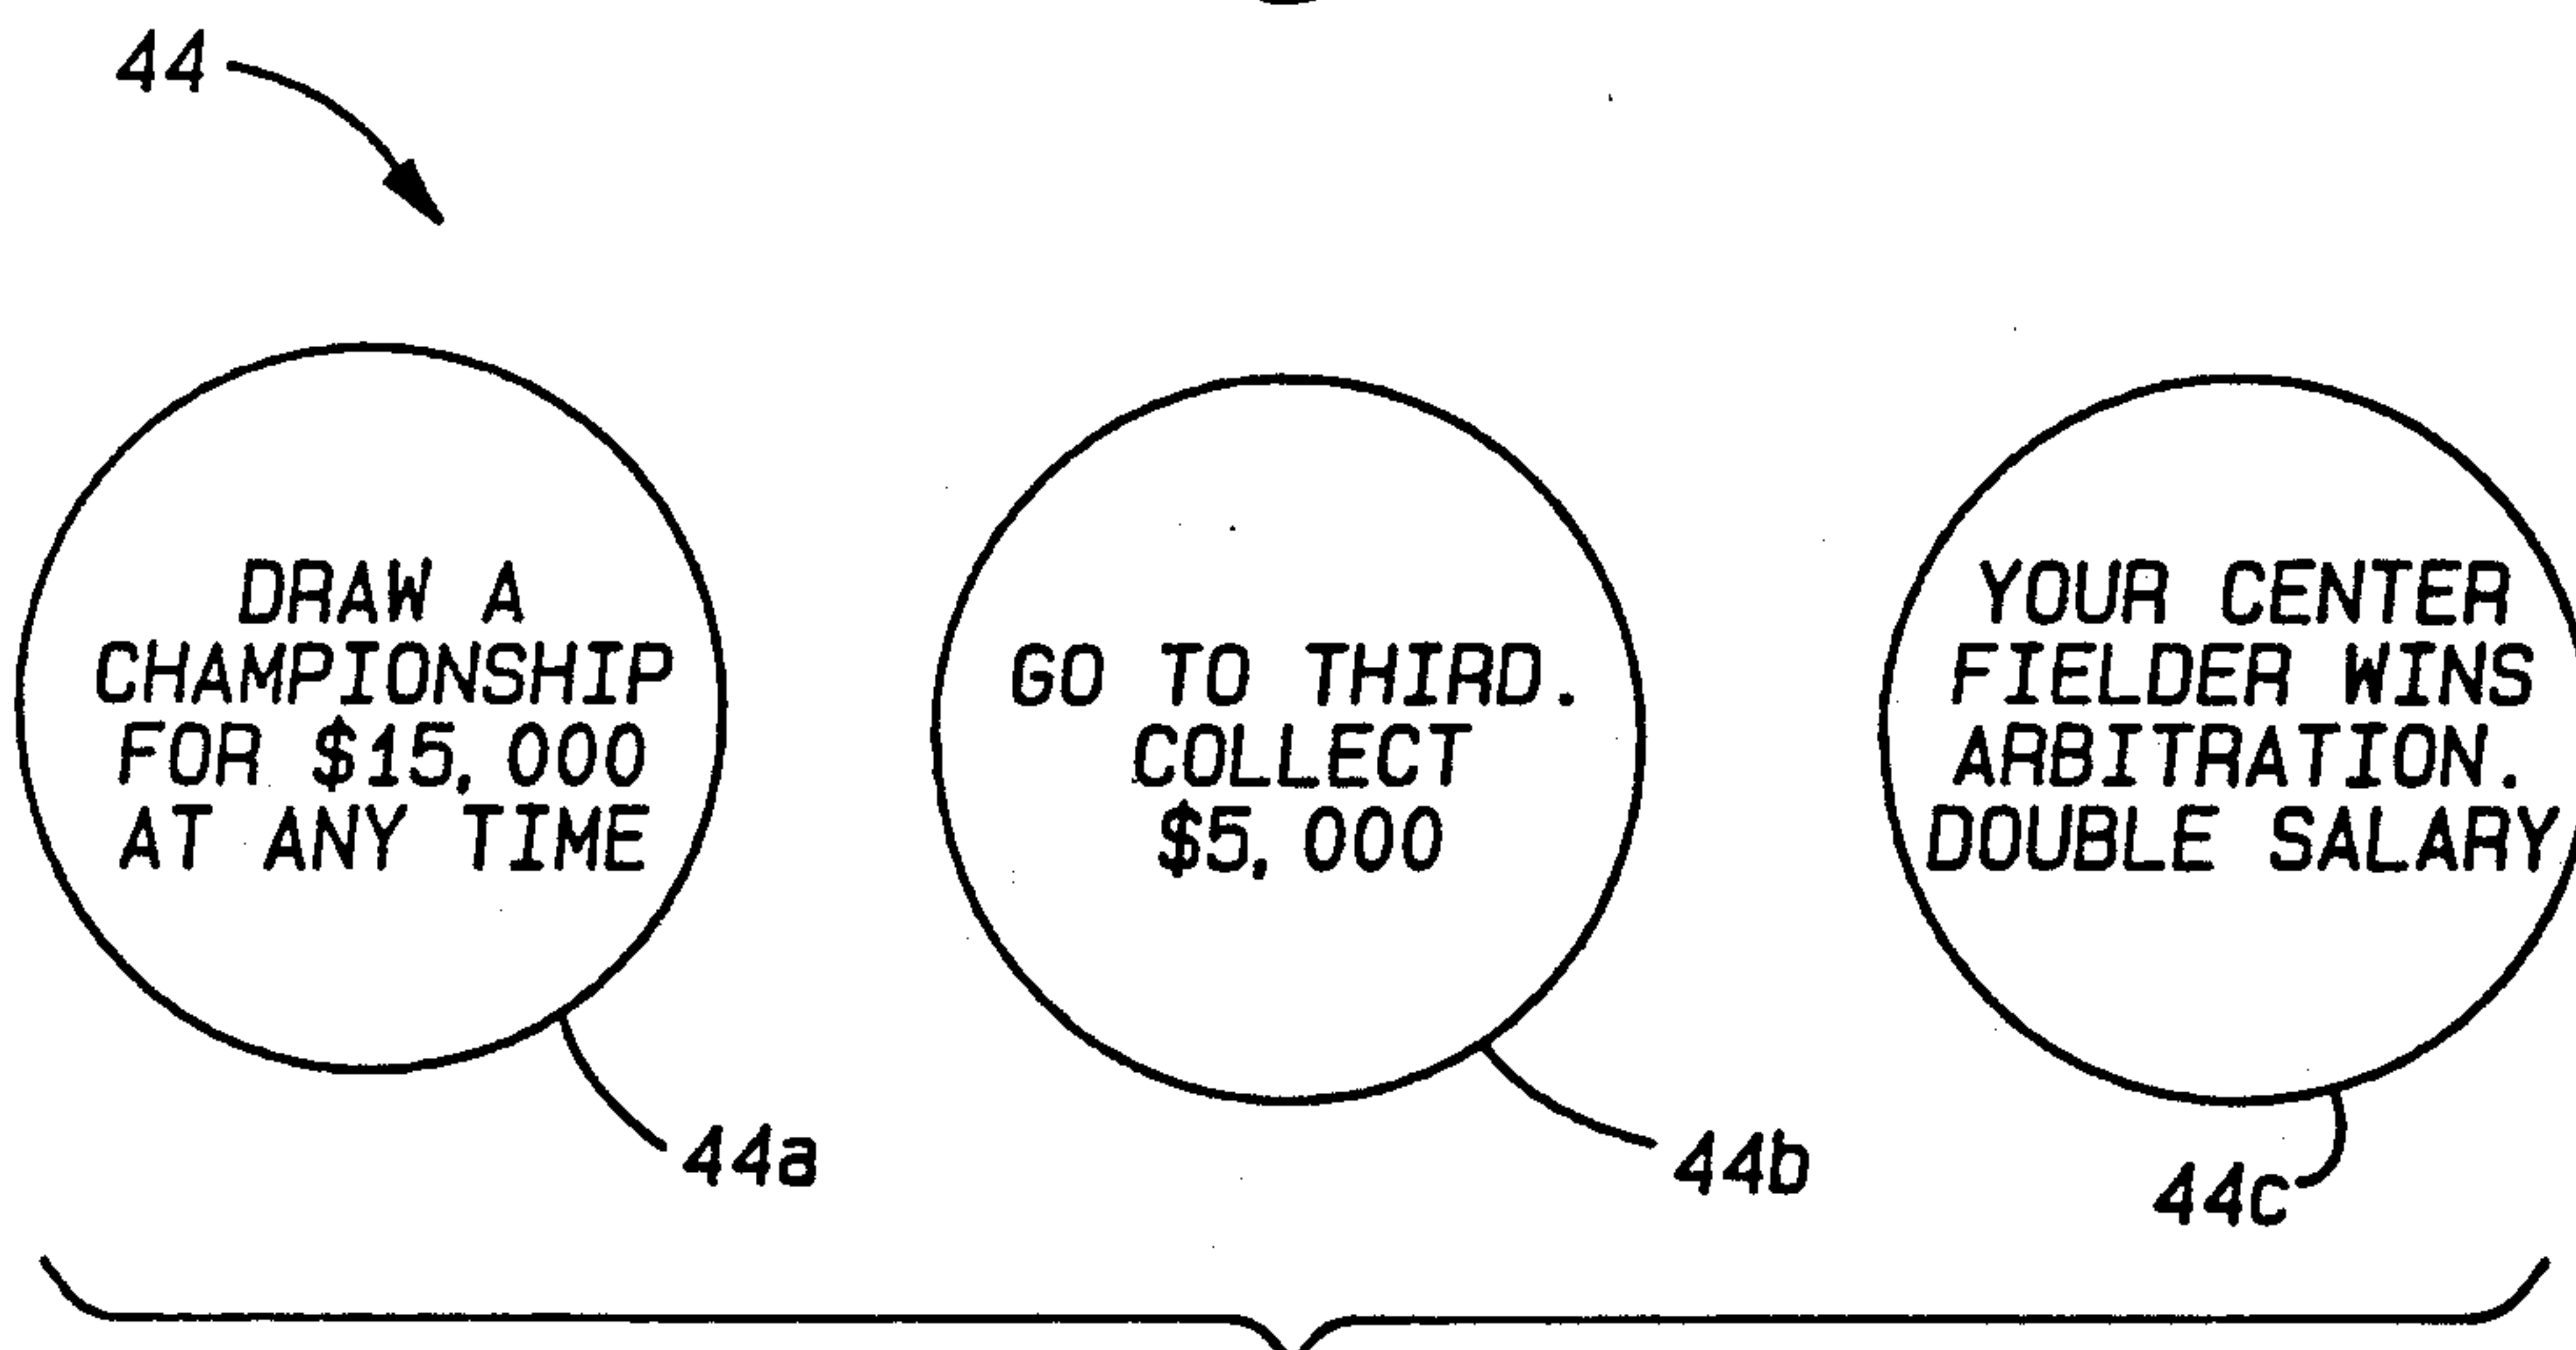 44
DRAW A
CHAMPIONSHIP
FOR $15,000
AT ANY TIME
44a
GO TO THIRD.
COLLECT
$5,000
44b
YOUR CENTER
FIELDER WINS
ARBITRATION.
DOUBLE SALARY
44c